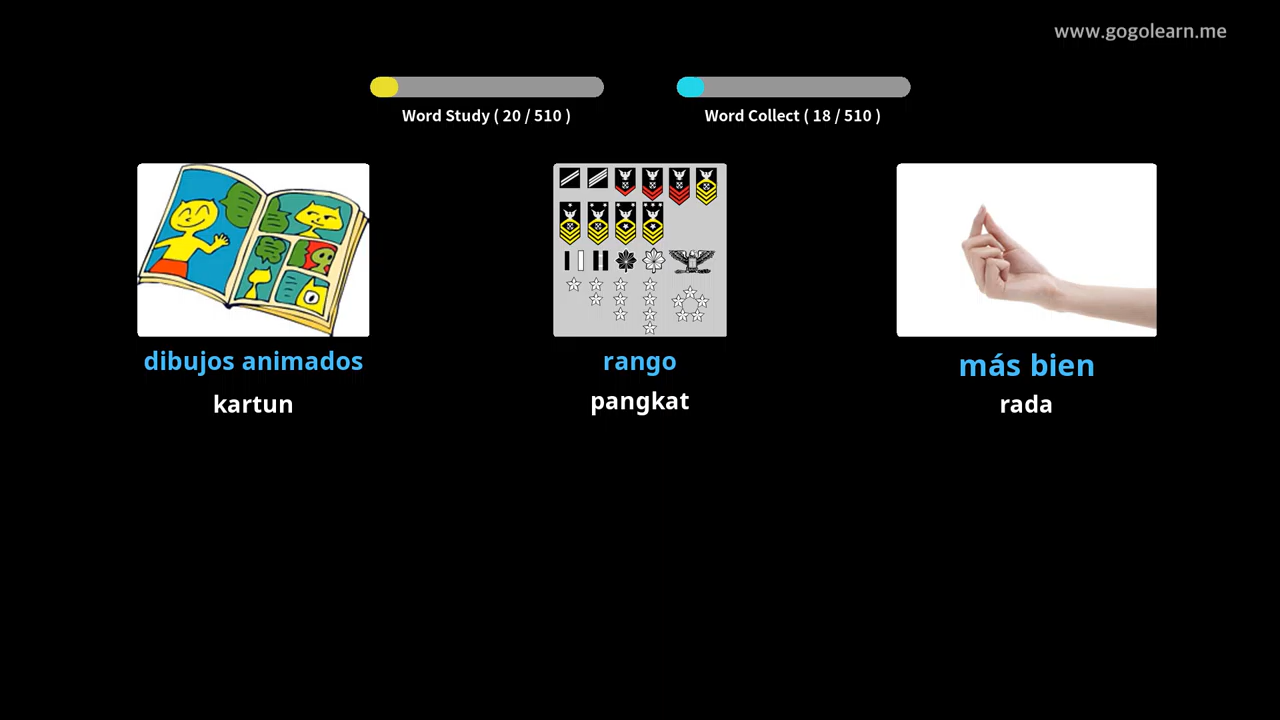 www.gogolearn.me
Word Study ( 20 / 510 )
Word Collect ( 18 / 510 )
dibujos animados
kartun
rango
pangkat
más bien
rada